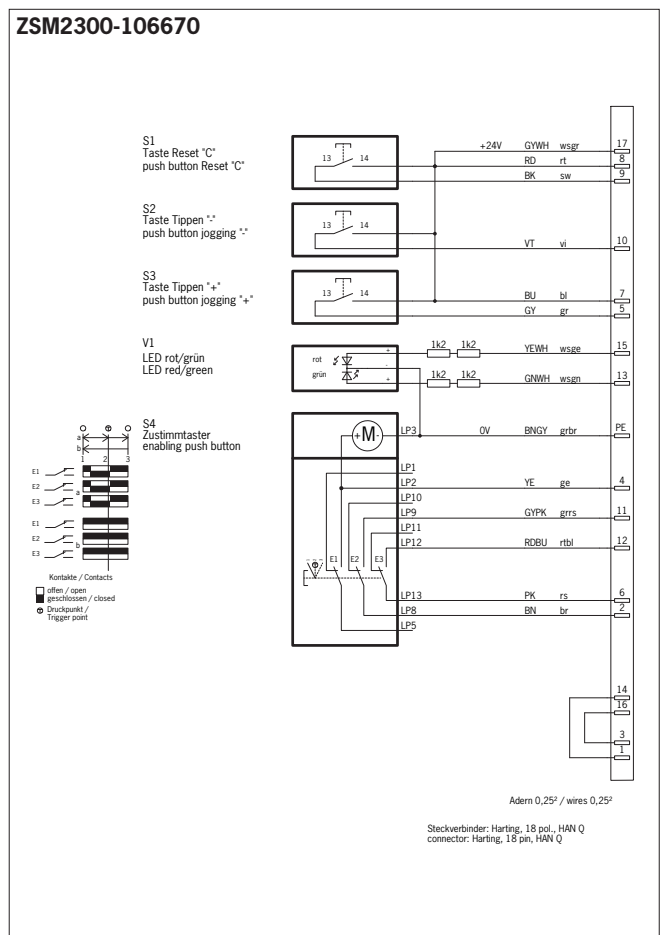 ZSM2300-106670
S1
Taste Reset "C"
push button Reset "C"
13 14
+24V GYWH wsgr 17
RD rt 8
BK sw 9
S2
Taste Tippen "-"
push button jogging "-"
13 14
VT vi 10
S3
Taste Tippen "+"
push button jogging "+"
13 14
BU bl 7
GY gr 5
V1
LED rot/grün
LED red/green
rot +
-
grün +
1k2 1k2 YEWH wsge 15
1k2 1k2 GNWH wsgn 13
S4
Zustimmtaster
enabling push button
+ M -
LP3 0V BNGY grbr PE
LP1
LP2 YE ge 4
LP10
LP9 GYPK grrs 11
LP11
LP12 RDBU rtbl 12
E1 E2 E3
LP13 PK rs 6
LP8 BN br 2
LP5
a
b
1 2 3
E1
E2 a
E3
E1
E2 b
E3
Kontakte / Contacts
offen / open
geschlossen / closed
Druckpunkt /
Trigger point
14
16
3
1
Adern 0,25² / wires 0,25²
Steckverbinder: Harting, 18 pol., HAN Q
connector: Harting, 18 pin, HAN Q